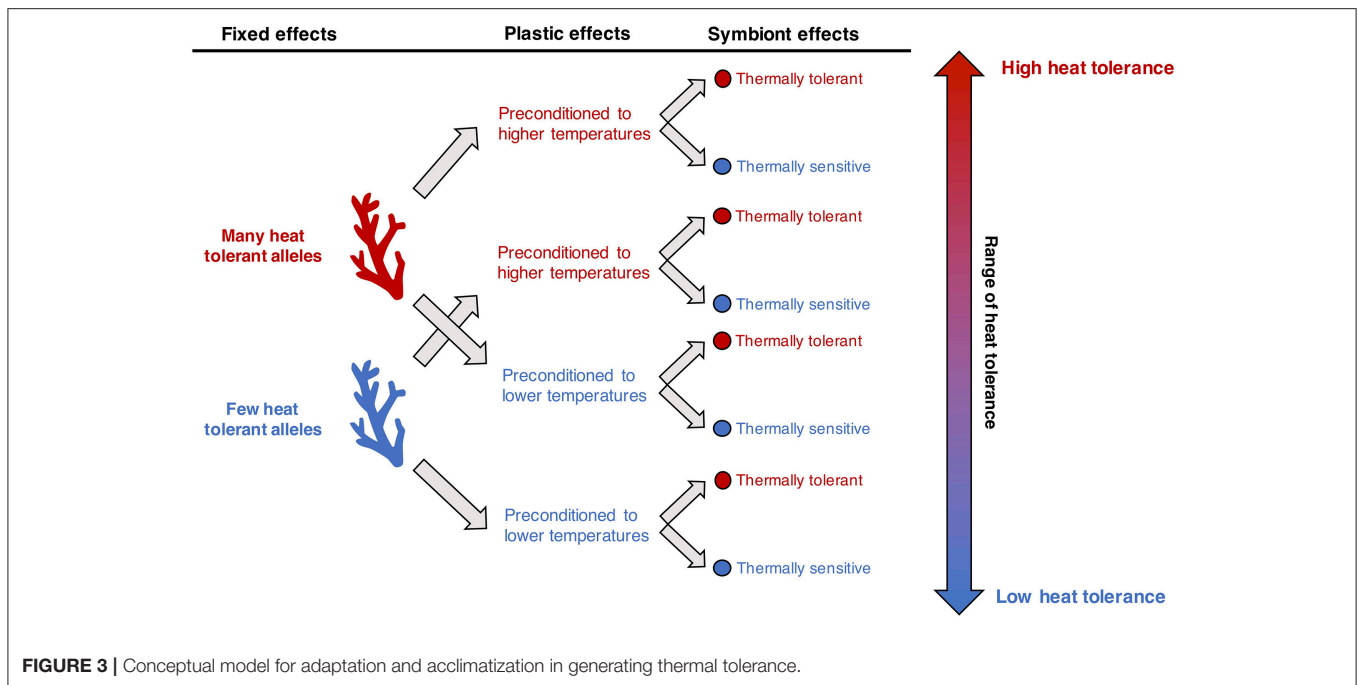 Fixed effects
Plastic effects
Symbiont effects
Many heat
tolerant alleles
Few heat
tolerant alleles
Preconditioned to
higher temperatures
Preconditioned to
higher temperatures
Preconditioned to
lower temperatures
Preconditioned to
lower temperatures
Thermally tolerant
Thermally sensitive
Thermally tolerant
Thermally sensitive
Thermally tolerant
Thermally sensitive
Thermally tolerant
Thermally sensitive
High heat tolerance
Range of heat tolerance
Low heat tolerance
FIGURE 3 | Conceptual model for adaptation and acclimatization in generating thermal tolerance.